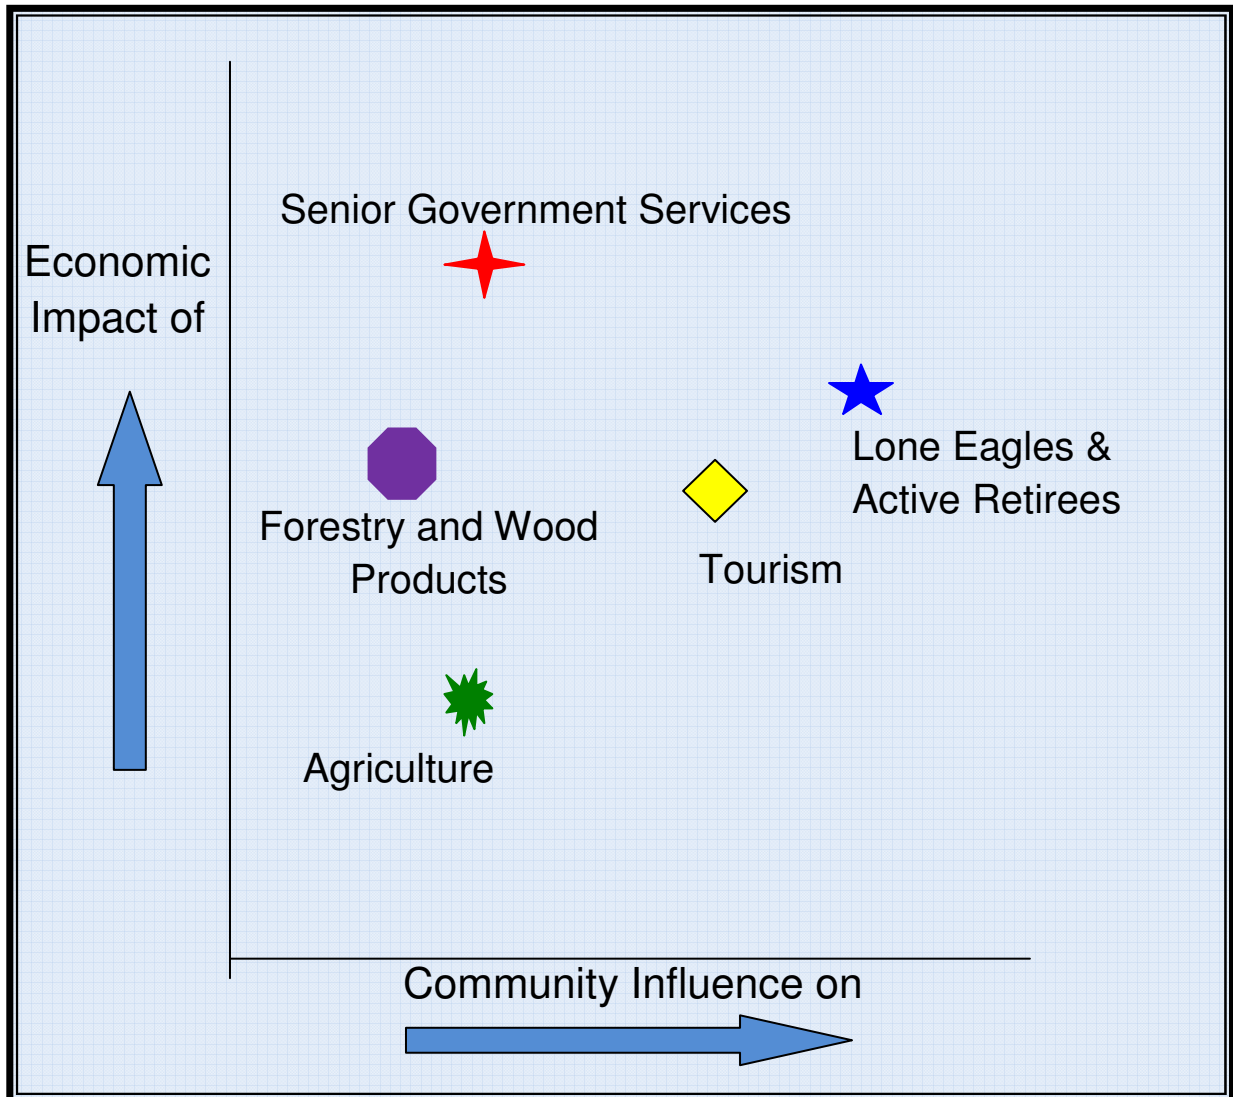 Senior Government Services
Economic
Impact of
Lone Eagles &
Active Retirees
Forestry and Wood
Products
Tourism
Agriculture
Community Influence on